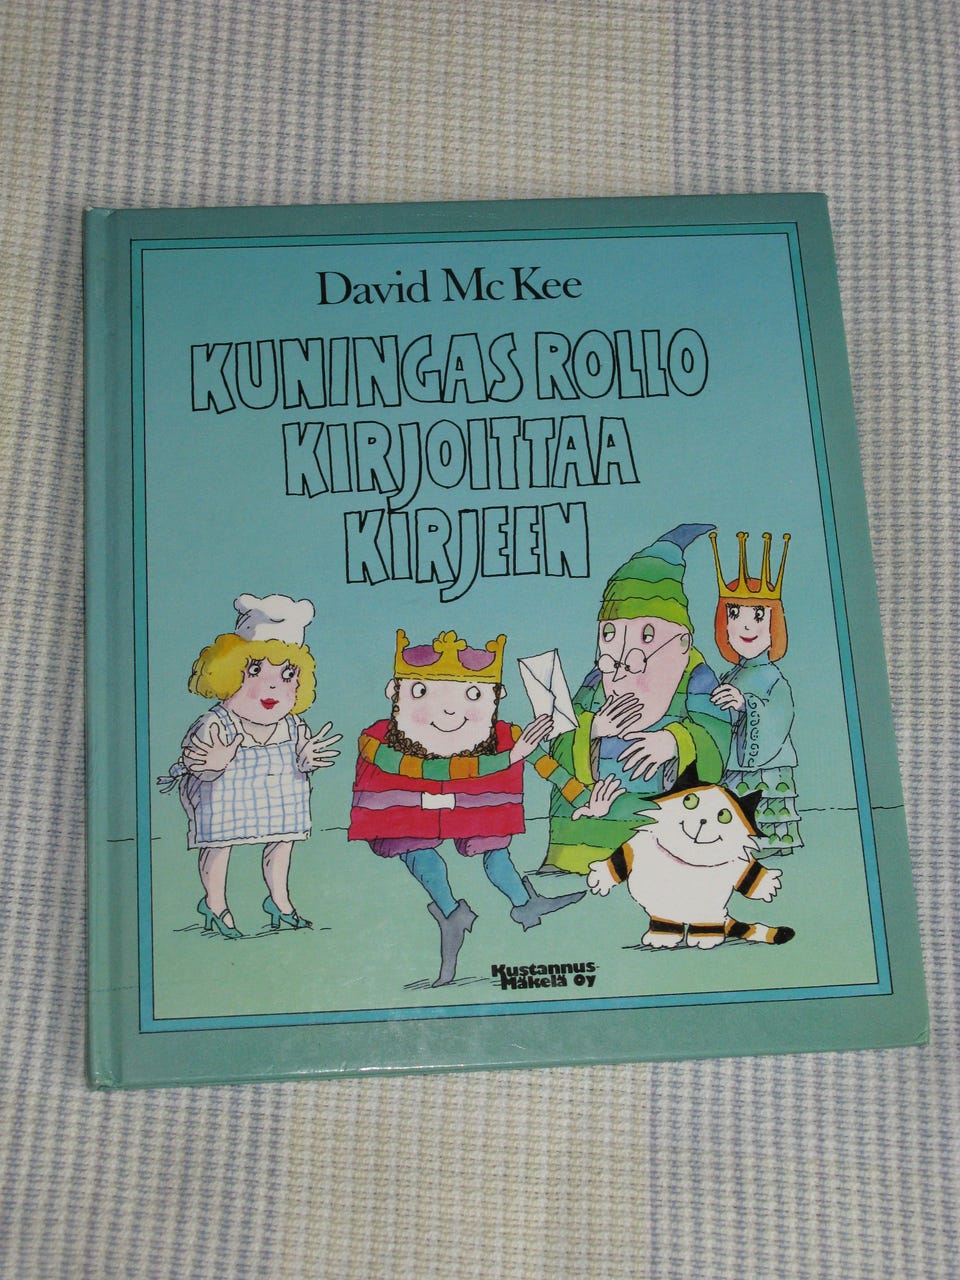 David McKee
KUNINGAS ROLLO
KIRJOITTAA
KIRJEEN
Kustannus-
Mäkelä Oy